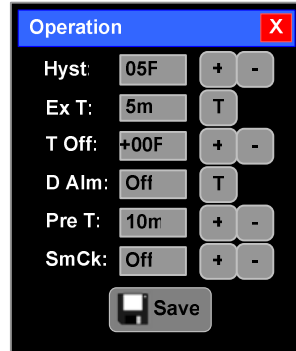 Operation X
Hyst: 05F + -
Ex T: 5m T
T Off: +00F + -
D Alm: Off T
Pre T: 10m + -
SmCk: Off + -
Save